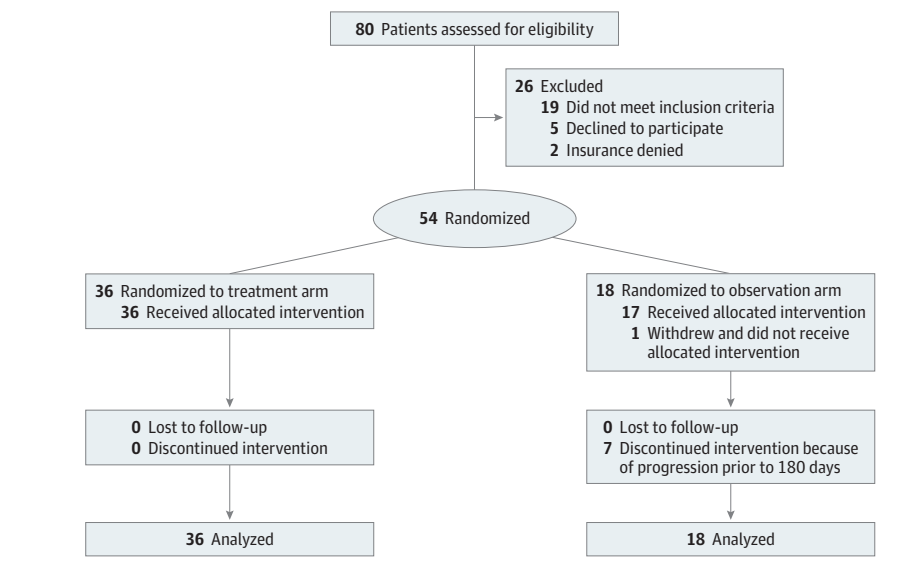 80 Patients assessed for eligibility
26 Excluded
19 Did not meet inclusion criteria
5 Declined to participate
2 Insurance denied
54 Randomized
36 Randomized to treatment arm
36 Received allocated intervention
18 Randomized to observation arm
17 Received allocated intervention
1 Withdrew and did not receive
allocated intervention
0 Lost to follow-up
0 Discontinued intervention
0 Lost to follow-up
7 Discontinued intervention because
of progression prior to 180 days
36 Analyzed
18 Analyzed